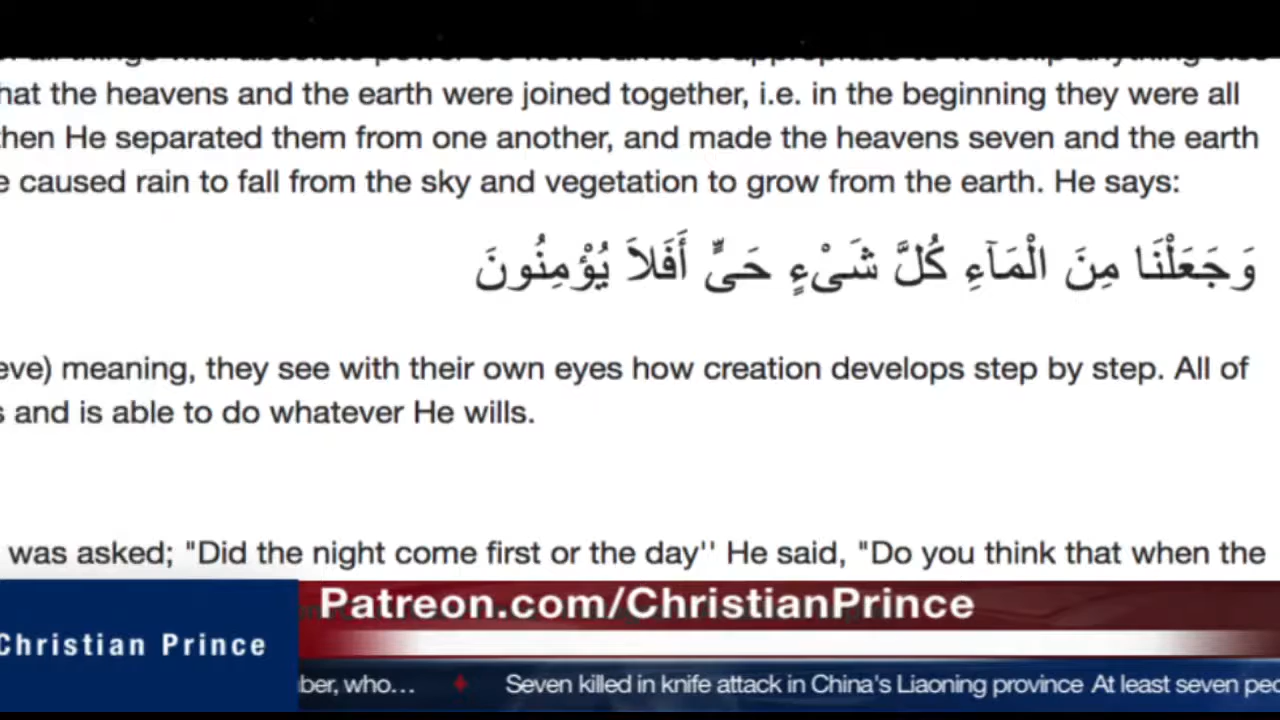 hat the heavens and the earth were joined together, i.e. in the beginning they were all
then He separated them from one another, and made the heavens seven and the earth
e caused rain to fall from the sky and vegetation to grow from the earth. He says:
وَجَعَلْنَا مِنَ الْمَآءِ كُلَّ شَىْءٍ حَىٍّ أَفَلاَ يُؤْمِنُونَ
eve) meaning, they see with their own eyes how creation develops step by step. All of
s and is able to do whatever He wills.
was asked; "Did the night come first or the day'' He said, "Do you think that when the
Patreon.com/ChristianPrince
Christian Prince
ber, who... ♦ Seven killed in knife attack in China's Liaoning province At least seven peo